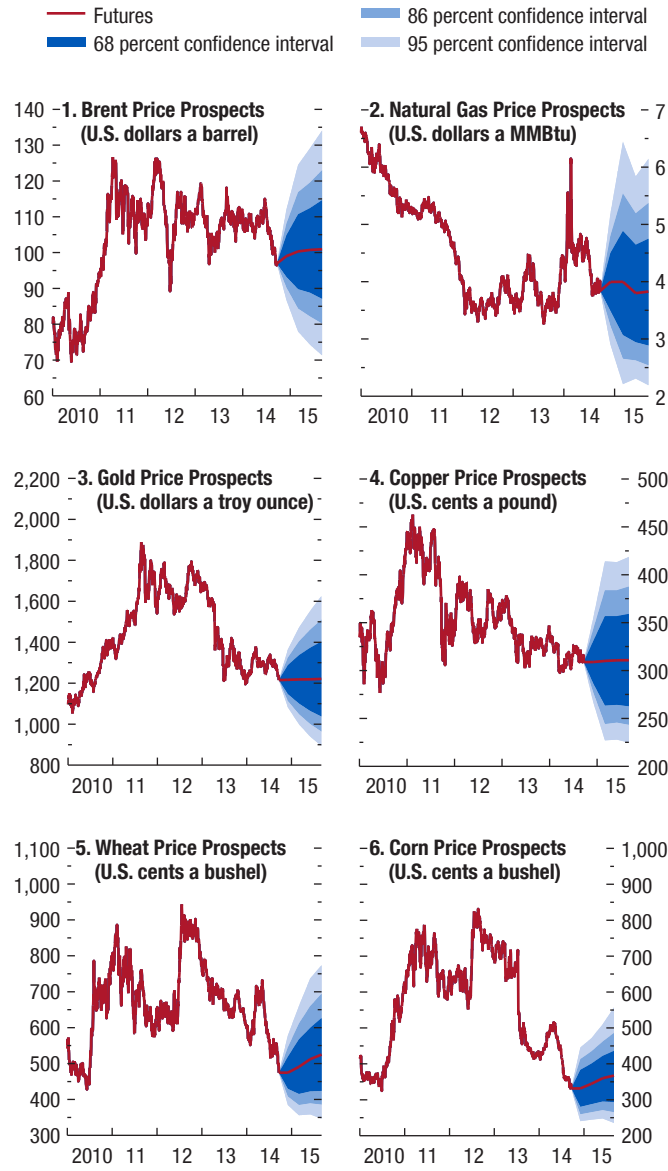 Futures
68 percent confidence interval
86 percent confidence interval
95 percent confidence interval
1. Brent Price Prospects
(U.S. dollars a barrel)
140
130
120
110
100
90
80
70
60
2010 11 12 13 14 15
2. Natural Gas Price Prospects
(U.S. dollars a MMBtu)
7
6
5
4
3
2
2010 11 12 13 14 15
3. Gold Price Prospects
(U.S. dollars a troy ounce)
2,200
2,000
1,800
1,600
1,400
1,200
1,000
800
2010 11 12 13 14 15
4. Copper Price Prospects
(U.S. cents a pound)
500
450
400
350
300
250
200
2010 11 12 13 14 15
5. Wheat Price Prospects
(U.S. cents a bushel)
1,100
1,000
900
800
700
600
500
400
300
2010 11 12 13 14 15
6. Corn Price Prospects
(U.S. cents a bushel)
1,000
900
800
700
600
500
400
300
200
2010 11 12 13 14 15